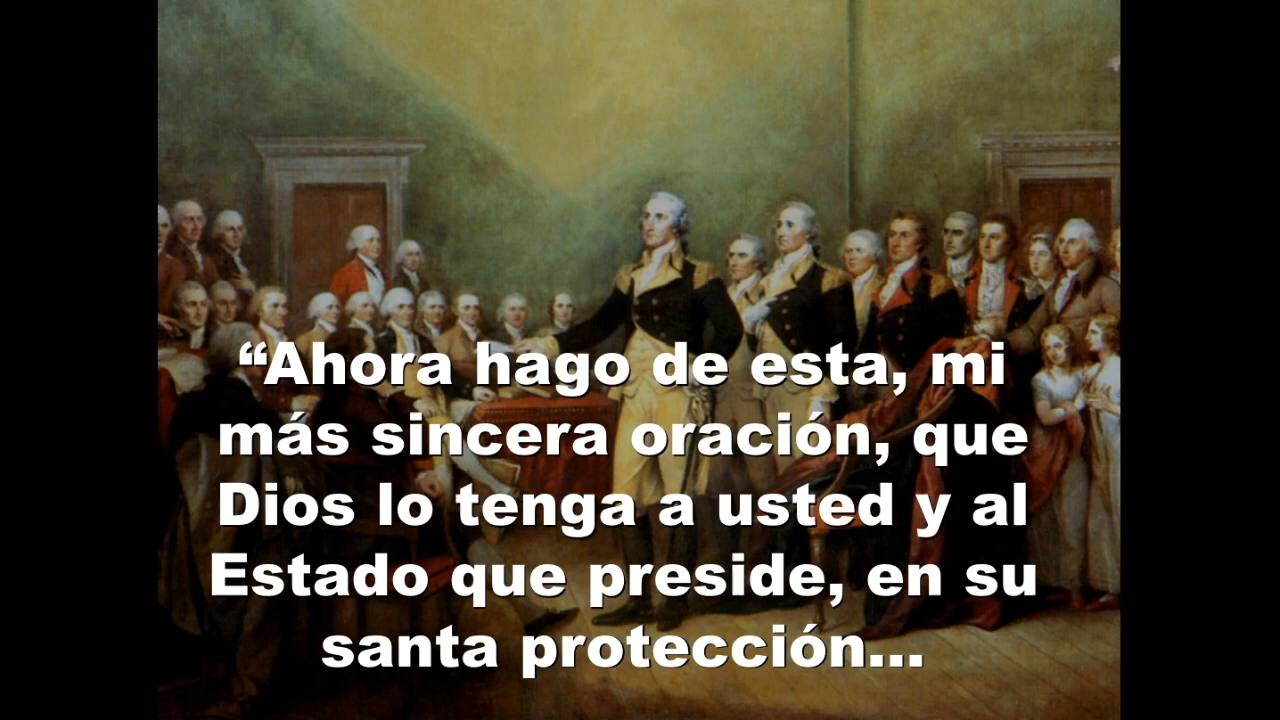 “Ahora hago de esta, mi
más sincera oración, que
Dios lo tenga a usted y al
Estado que preside, en su
santa protección...